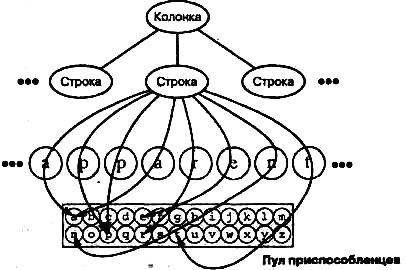 Колонка
••• Строка Строка Строка •••
••• a p p a r e n t •••
a b c d e f g h i j k l m
n o p q r s t u v w x y z
Пул приспособленцев